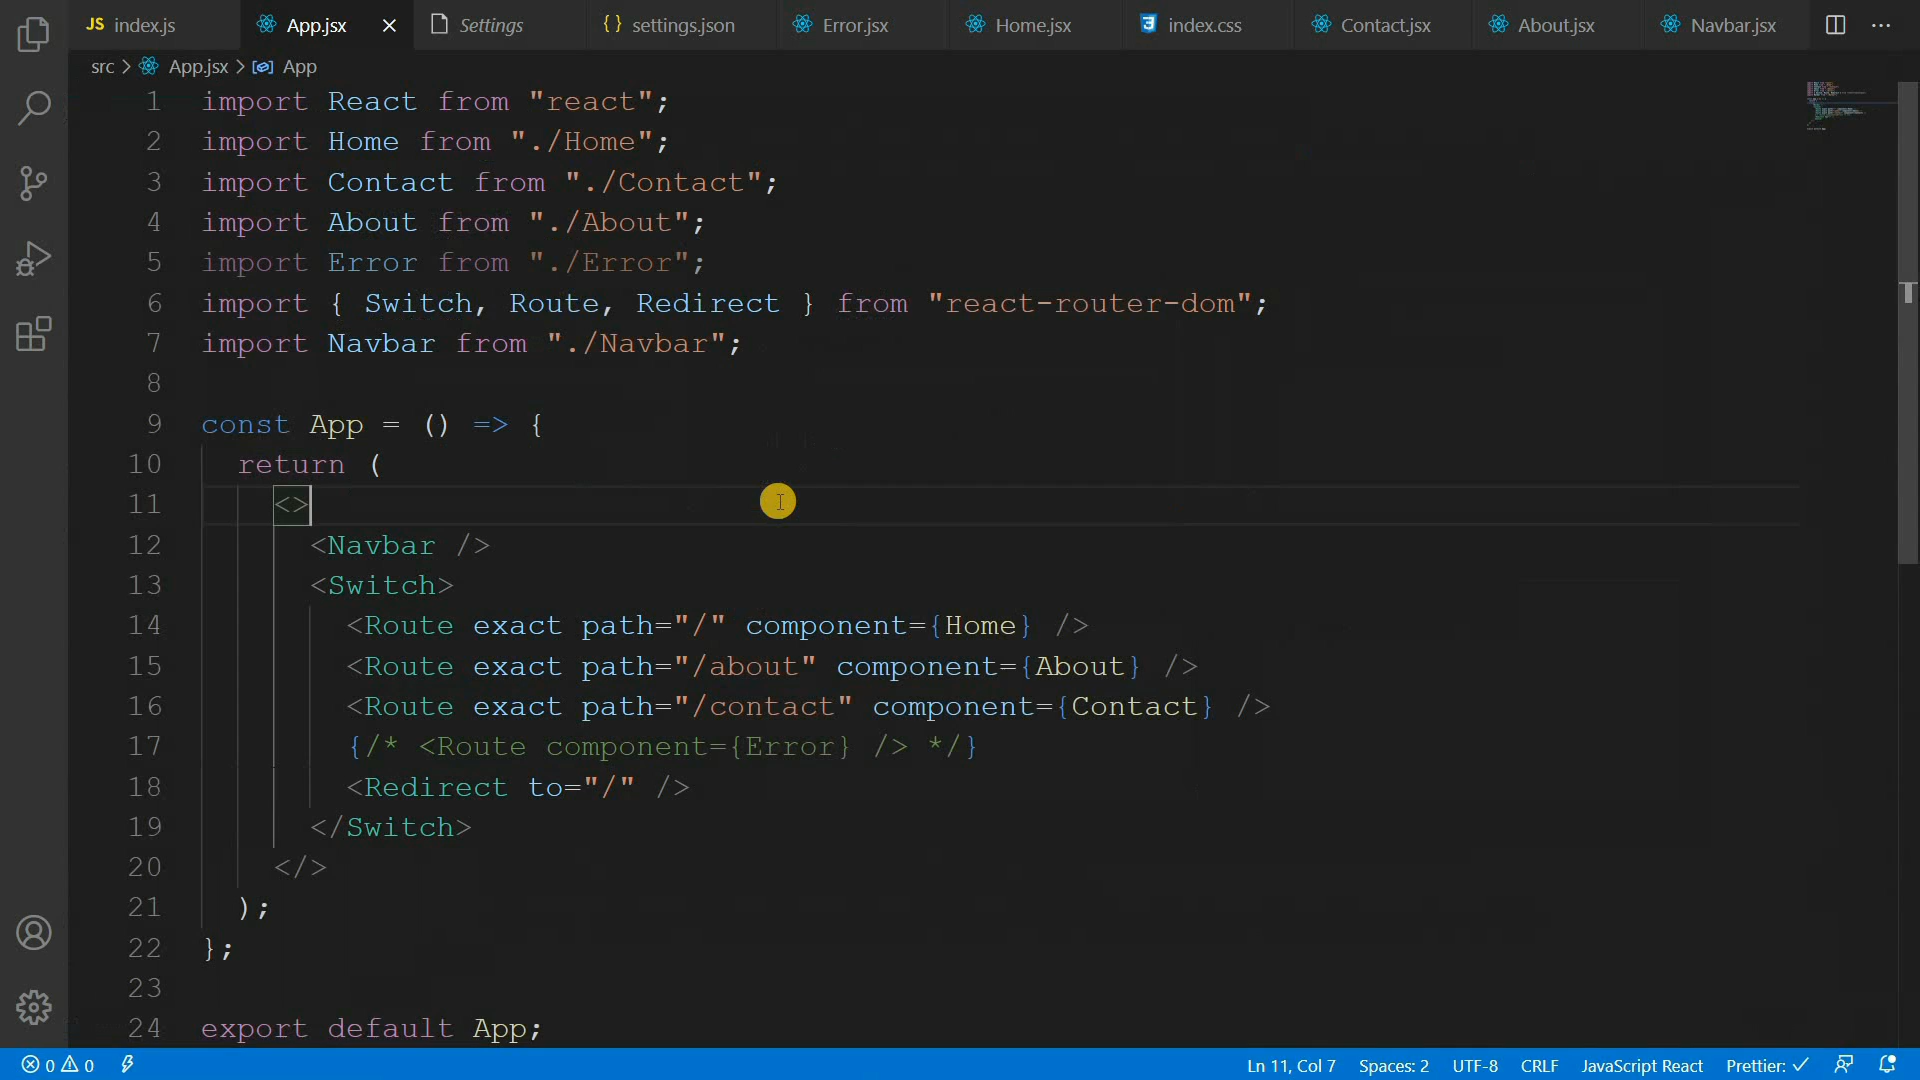 JS index.js App.jsx Settings {} settings.json Error.jsx Home.jsx index.css Contact.jsx About.jsx Navbar.jsx
src > App.jsx > App
1 import React from "react";
2 import Home from "./Home";
3 import Contact from "./Contact";
4 import About from "./About";
5 import Error from "./Error";
6 import { Switch, Route, Redirect } from "react-router-dom";
7 import Navbar from "./Navbar";
8
9 const App = () => {
10 return (
11 <>
12 <Navbar />
13 <Switch>
14 <Route exact path="/" component={Home} />
15 <Route exact path="/about" component={About} />
16 <Route exact path="/contact" component={Contact} />
17 {/* <Route component={Error} /> */}
18 <Redirect to="/" />
19 </Switch>
20 </>
21 );
22 };
23
24 export default App;
0 0 Ln 11, Col 7 Spaces: 2 UTF-8 CRLF JavaScript React Prettier: ✓